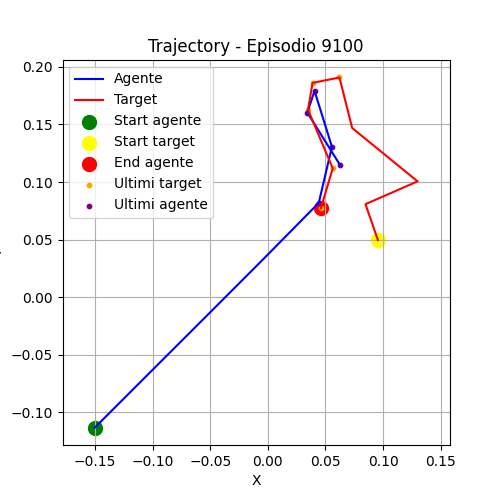 Trajectory - Episodio 9100
Agente
Target
Start agente
Start target
End agente
Ultimi target
Ultimi agente
0.20
0.15
0.10
0.05
0.00
−0.05
−0.10
−0.15
−0.10
−0.05
0.00
0.05
0.10
0.15
X